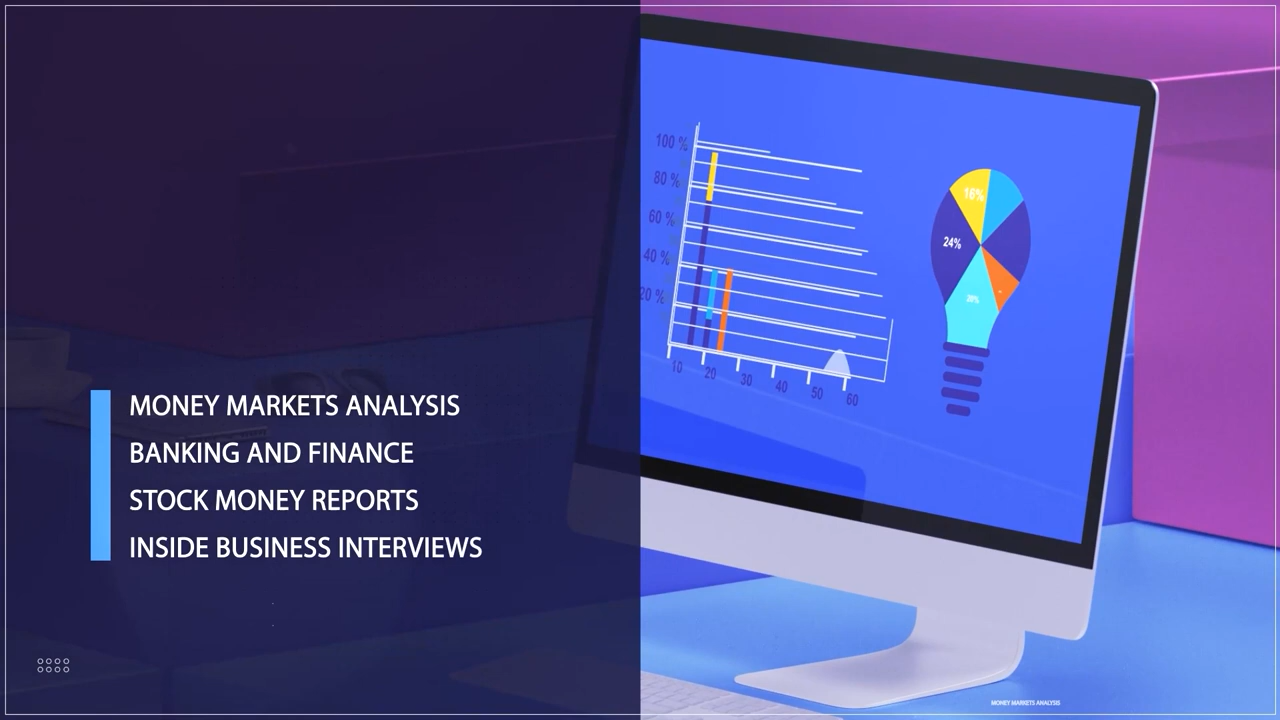 MONEY MARKETS ANALYSIS
BANKING AND FINANCE
STOCK MONEY REPORTS
INSIDE BUSINESS INTERVIEWS
100 %
80 %
60 %
40 %
20 %
10 20 30 40 50 60
16%
24%
MONEY MARKETS ANALYSIS